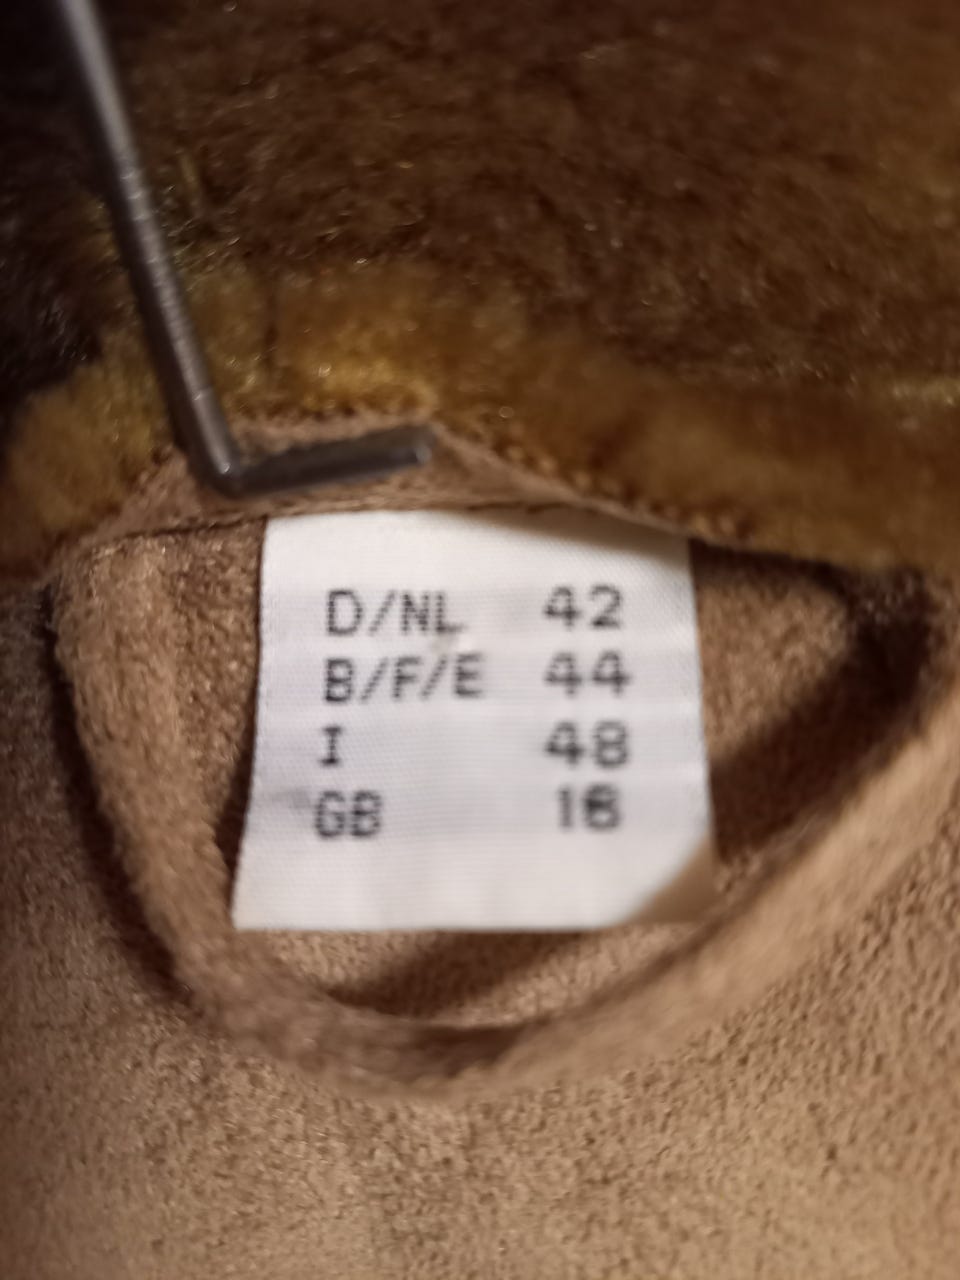 D/NL 42
B/F/E 44
I 48
GB 16